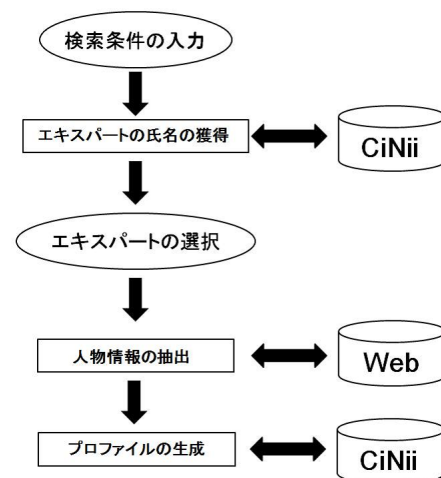 検索条件の入力
エキスパートの氏名の獲得
CiNii
エキスパートの選択
人物情報の抽出
Web
プロファイルの生成
CiNii